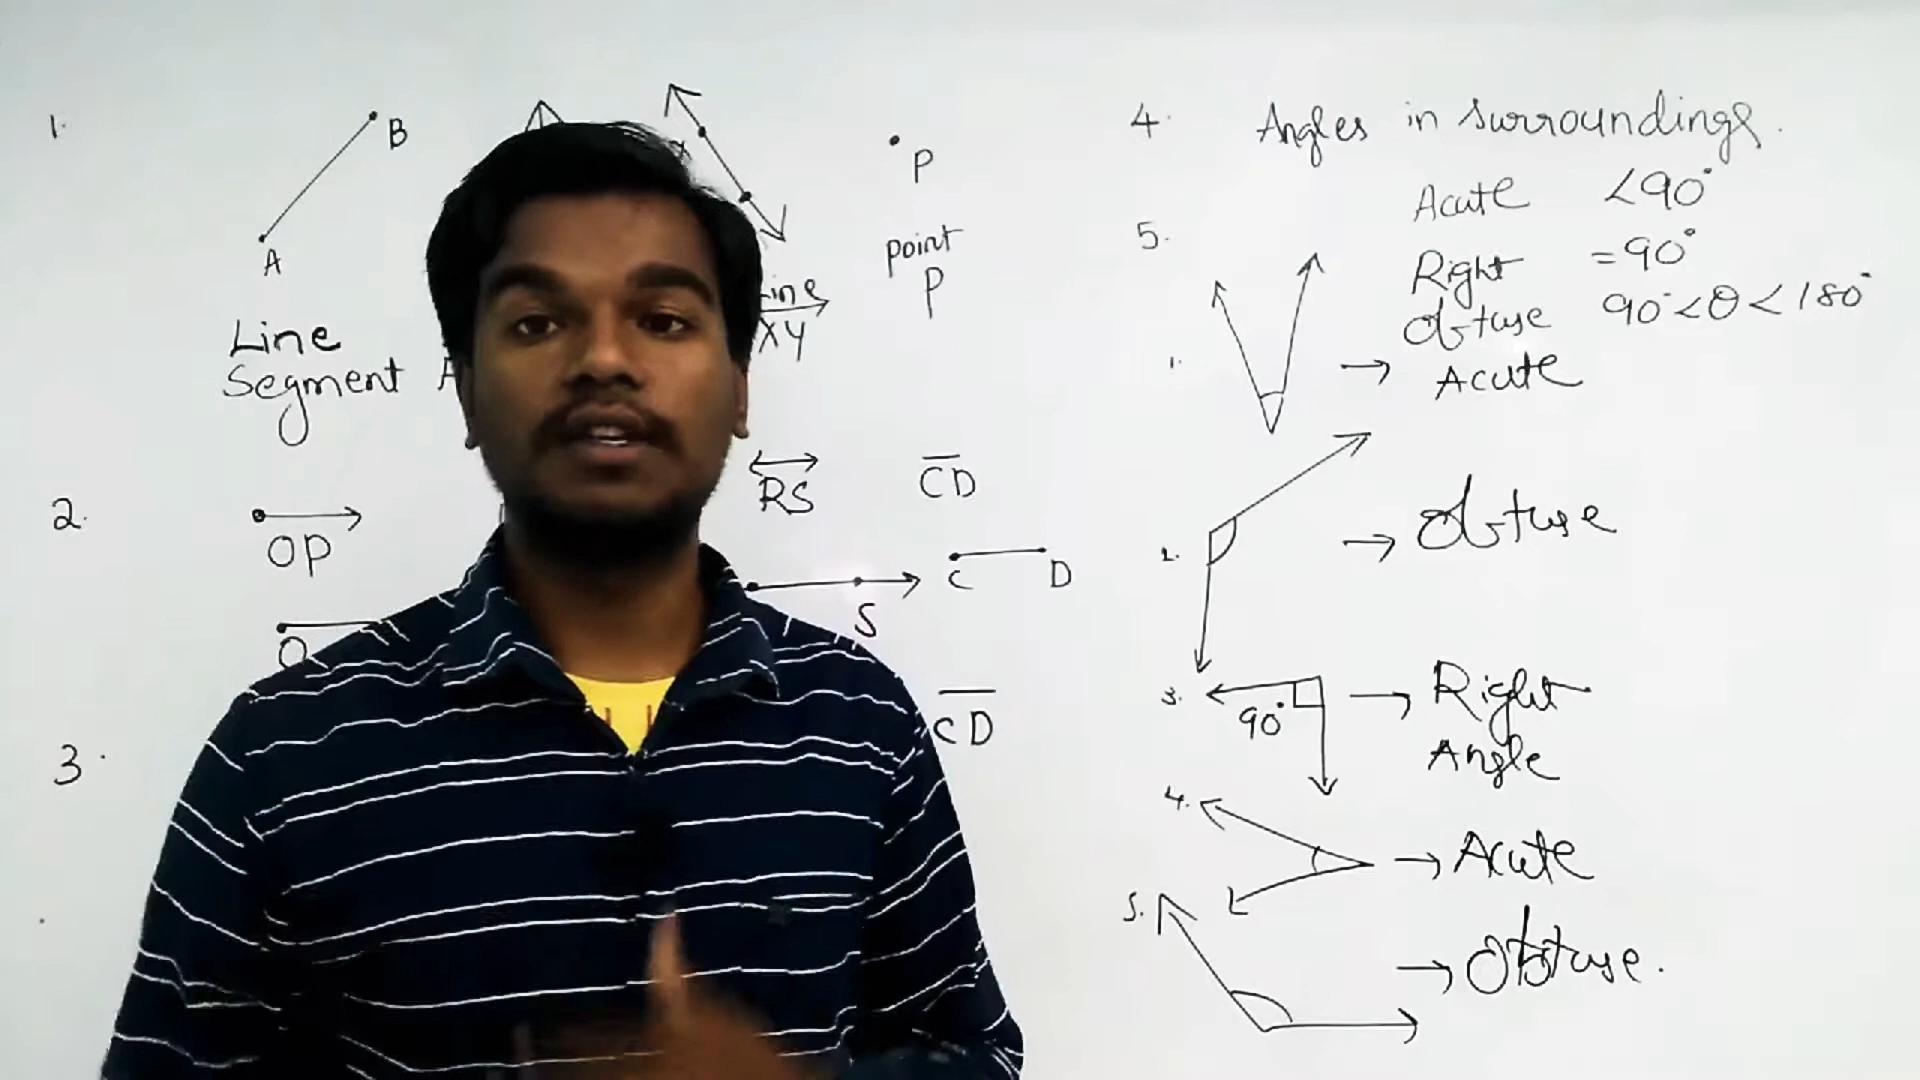 1.
B
A
Line
Segment A
X
Line
XY
P
point
P
2.
OP
O
RS
S
CD
C D
CD
3.
4. Angles in surroundings.
Acute <90°
5.
Right =90°
Obtuse 90°<θ<180°
1. → Acute
2. → Obtuse
3. 90° → Right
Angle
4. → Acute
5. → Obtuse.